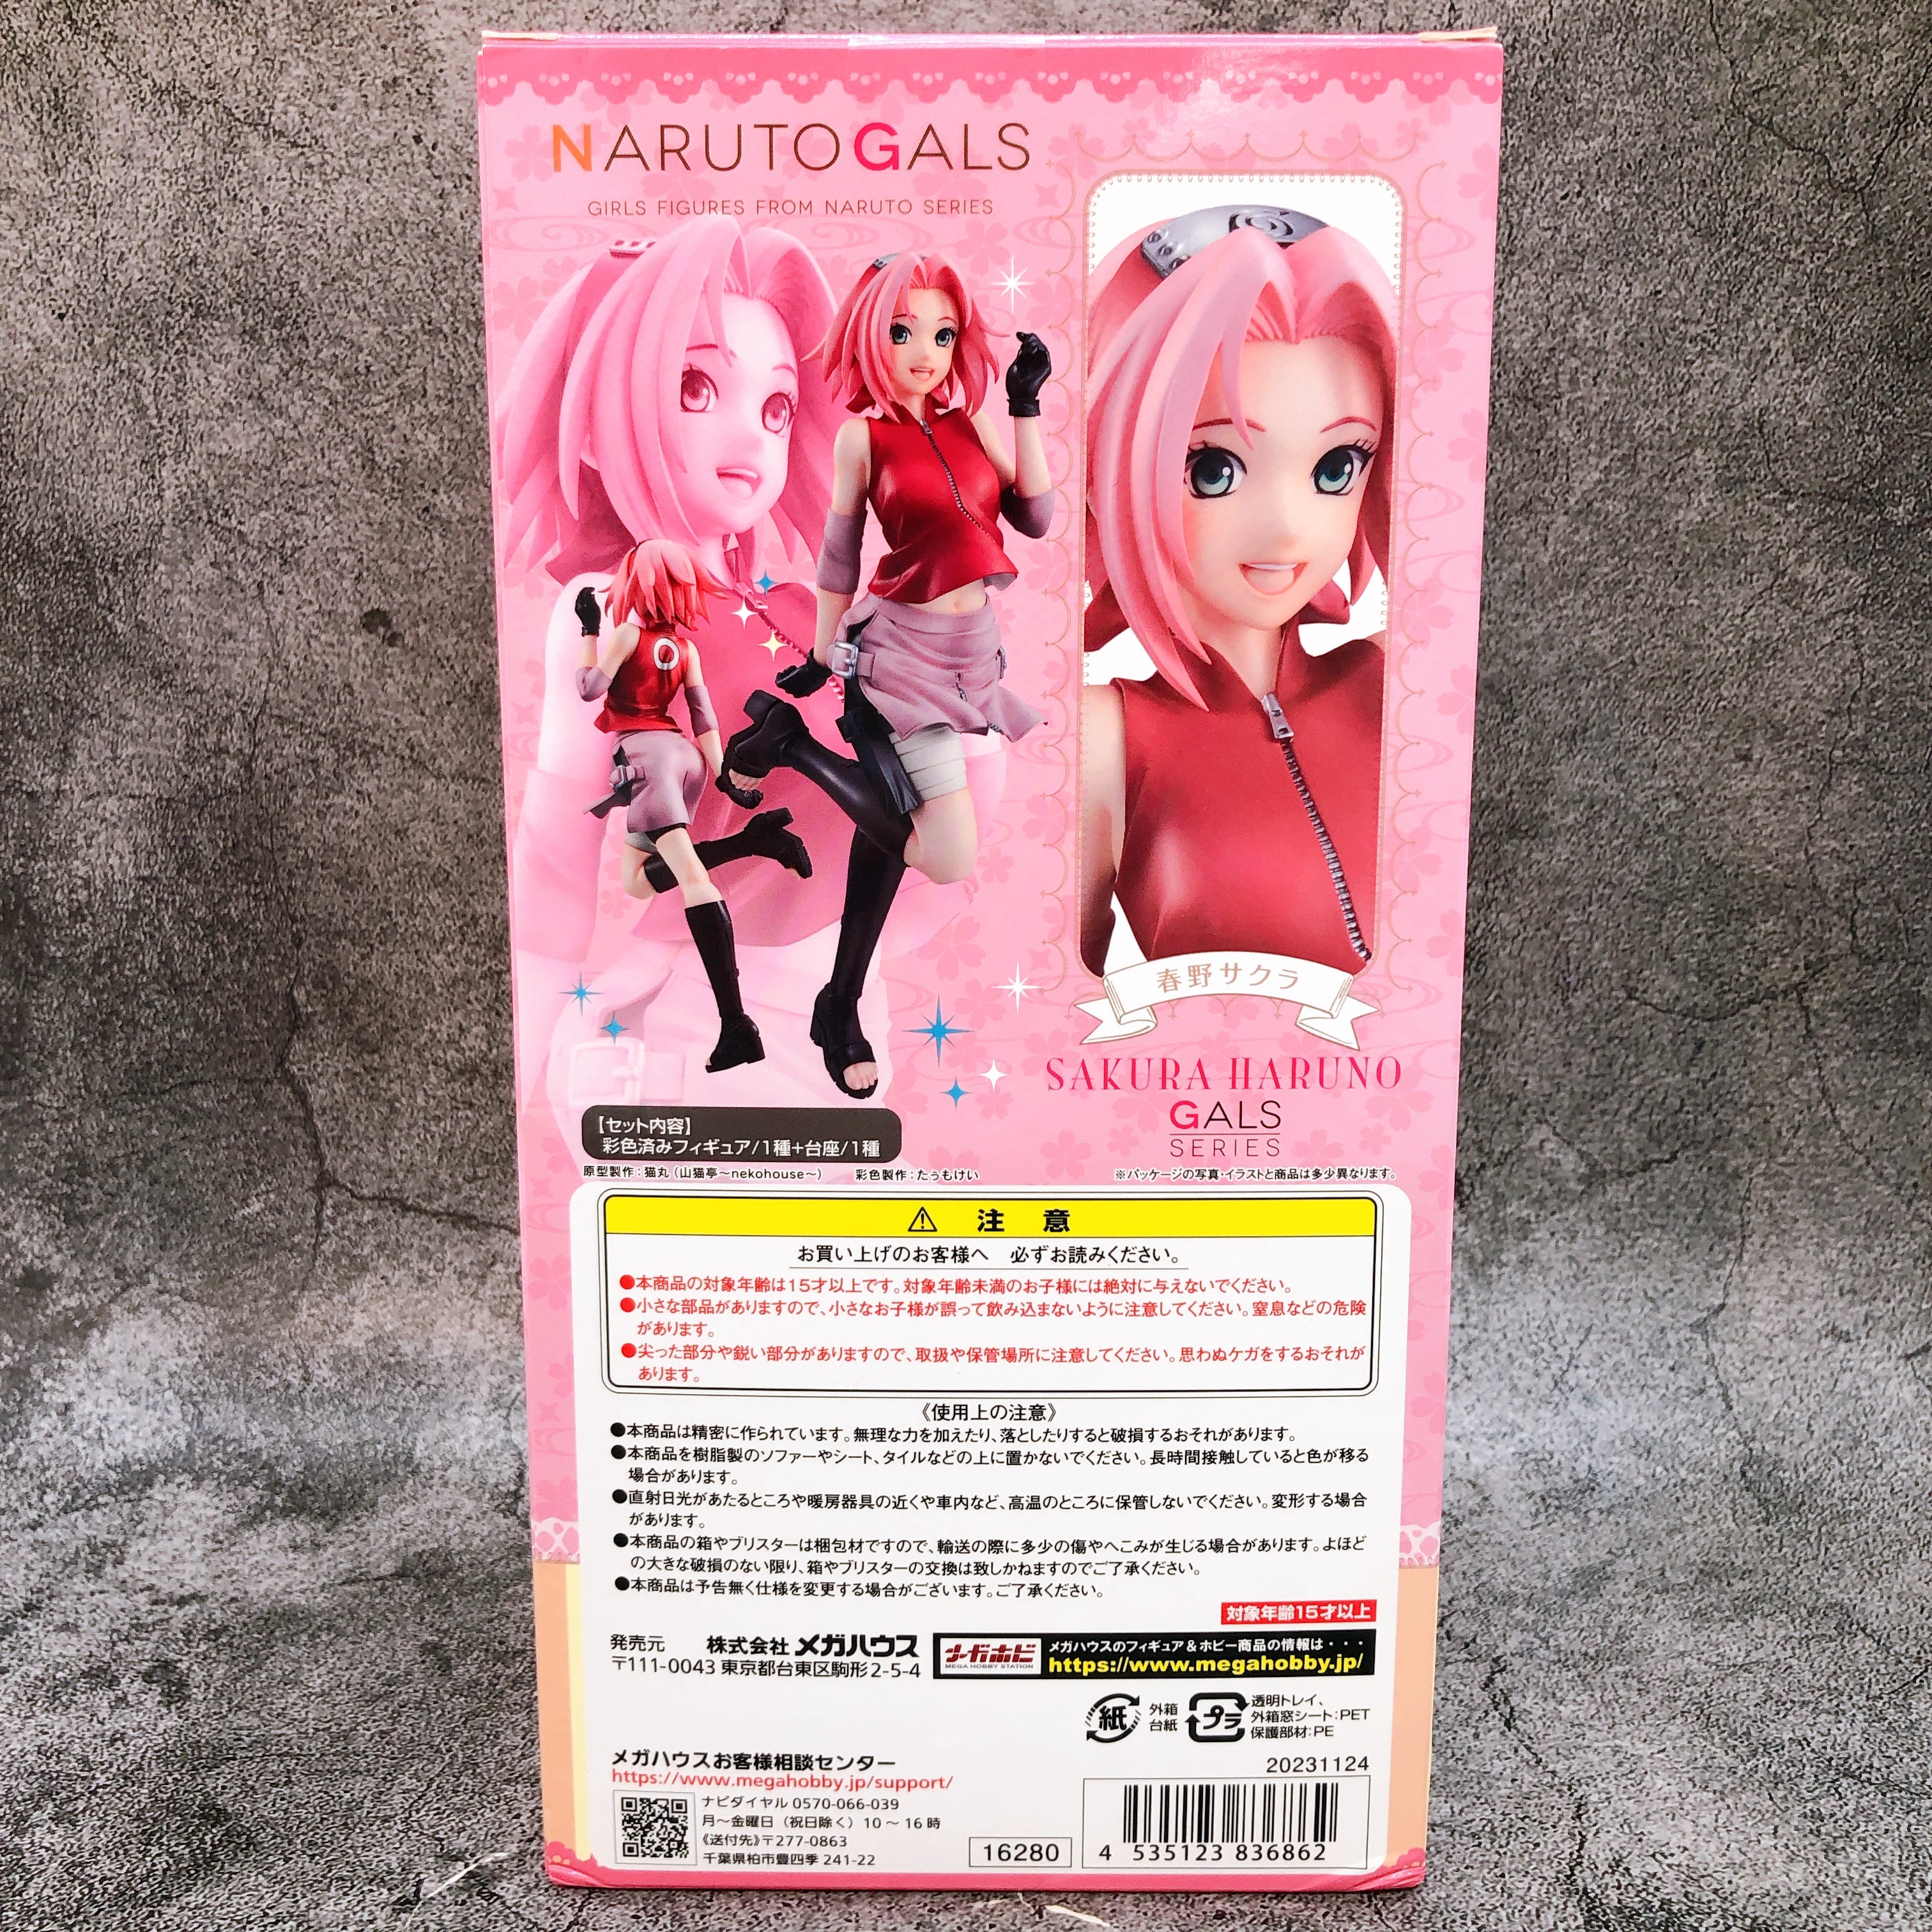 NARUTO GALS
GIRLS FIGURES FROM NARUTO SERIES
春野サクラ
SAKURA HARUNO
GALS
SERIES
【セット内容】
彩色済みフィギュア/1種+台座/1種
原型製作：猫丸（山猫亭〜nekohouse〜） 彩色製作：たぅもけい
※パッケージの写真・イラストと商品は多少異なります。
⚠ 注 意
お買い上げのお客様へ 必ずお読みください。
●本商品の対象年齢は15才以上です。対象年齢未満のお子様には絶対に与えないでください。
●小さな部品がありますので、小さなお子様が誤って飲み込まないように注意してください。窒息などの危険
があります。
●尖った部分や鋭い部分がありますので、取扱や保管場所に注意してください。思わぬケガをするおそれが
あります。
《使用上の注意》
●本商品は精密に作られています。無理な力を加えたり、落としたりすると破損するおそれがあります。
●本商品を樹脂製のソファーやシート、タイルなどの上に置かないでください。長時間接触していると色が移る
場合があります。
●直射日光があたるところや暖房器具の近くや車内など、高温のところに保管しないでください。変形する場合
があります。
●本商品の箱やブリスターは梱包材ですので、輸送の際に多少の傷やへこみが生じる場合があります。よほど
の大きな破損のない限り、箱やブリスターの交換は致しかねますのでご了承ください。
●本商品は予告無く仕様を変更する場合がございます。ご了承ください。
対象年齢15才以上
発売元 株式会社 メガハウス
〒111-0043 東京都台東区駒形2-5-4
メガホビ
MEGA HOBBY STATION
メガハウスのフィギュア＆ホビー商品の情報は・・・
https://www.megahobby.jp/
紙
外箱
台紙
プラ
透明トレイ、
外箱窓シート：PET
保護部材：PE
メガハウスお客様相談センター
https://www.megahobby.jp/support/
ナビダイヤル 0570-066-039
月〜金曜日（祝日除く）10 〜 16 時
《送付先》〒277-0863
千葉県柏市豊四季 241-22
20231124
16280
4 535123 836862